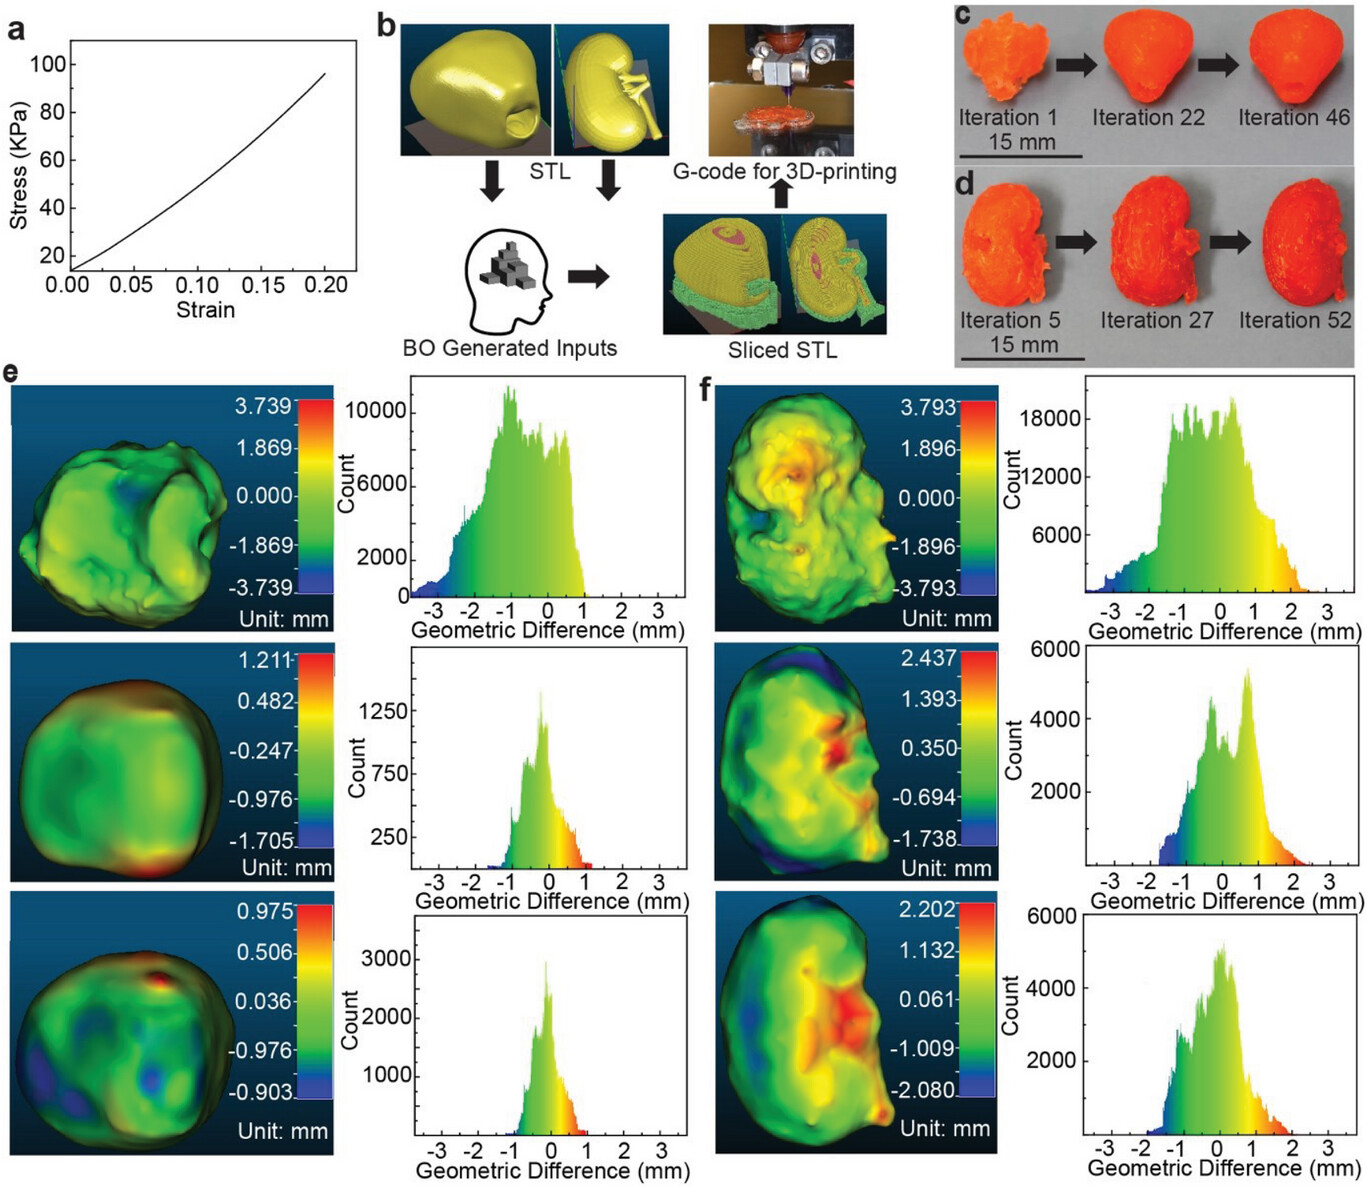 a
100
80
60
40
20
Stress (KPa)
0.00 0.05 0.10 0.15 0.20
Strain
b
STL
G-code for 3D-printing
BO Generated Inputs
Sliced STL
c
Iteration 1 Iteration 22 Iteration 46
15 mm
d
Iteration 5 Iteration 27 Iteration 52
15 mm
e
3.739
1.869
0.000
-1.869
-3.739
Unit: mm
10000
6000
2000
0
Count
-3 -2 -1 0 1 2 3
Geometric Difference (mm)
1.211
0.482
-0.247
-0.976
-1.705
Unit: mm
1250
750
250
Count
-3 -2 -1 0 1 2 3
Geometric Difference (mm)
0.975
0.506
0.036
-0.976
-0.903
Unit: mm
3000
2000
1000
Count
-3 -2 -1 0 1 2 3
Geometric Difference (mm)
f
3.793
1.896
0.000
-1.896
-3.793
Unit: mm
18000
12000
6000
Count
-3 -2 -1 0 1 2 3
Geometric Difference (mm)
2.437
1.393
0.350
-0.694
-1.738
Unit: mm
6000
4000
2000
Count
-3 -2 -1 0 1 2 3
Geometric Difference (mm)
2.202
1.132
0.061
-1.009
-2.080
Unit: mm
6000
4000
2000
Count
-3 -2 -1 0 1 2 3
Geometric Difference (mm)